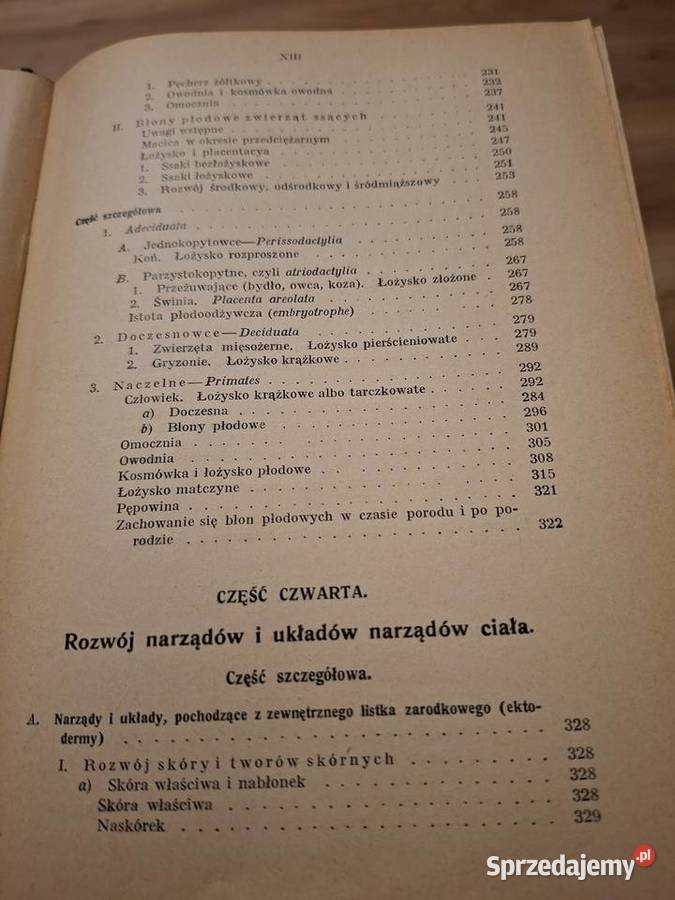 XIII
1. Pęcherz żółtkowy . . . . . . . . . . 231
2. Owodnia i kosmówka owodna . . . . . . 232
3. Omocznia . . . . . . . . . . 237
II. Błony płodowe zwierząt ssących . . . . . 241
Uwagi wstępne . . . . . . . . . . 241
Macica w okresie przedciężarnym . . . . . . 245
Łożysko i placentacya . . . . . . . . 247
1. Ssaki bezłożyskowe . . . . . . . . 250
2. Ssaki łożyskowe . . . . . . . . 251
3. Rozwój środkowy, odśrodkowy i śródmiąższowy . . 253
Część szczegółowa . . . . . . . . . . 258
1. Adeciduata . . . . . . . . . . 258
A. Jednokopytowce—Perissodactylia . . . . . . 258
Koń. Łożysko rozproszone . . . . . . . 258
B. Parzystokopytne, czyli atriodactylia . . . . . . 267
1. Przeżuwające (bydło, owca, koza). Łożysko złożone . 267
2. Świnia. Placenta areolata . . . . . . . 267
Istota płodoodżywcza (embryotrophe) . . . . . 278
2. Doczesnowce—Deciduata . . . . . . . 279
1. Zwierzęta mięsożerne. Łożysko pierścieniowate . . . 279
2. Gryzonie. Łożysko krążkowe . . . . . . . 289
3. Naczelne—Primates . . . . . . . . . 292
Człowiek. Łożysko krążkowe albo tarczkowate . . . . 292
a) Doczesna . . . . . . . . . . 284
b) Błony płodowe . . . . . . . . . 296
Omocznia . . . . . . . . . . . 301
Owodnia . . . . . . . . . . . 305
Kosmówka i łożysko płodowe . . . . . . . 308
Łożysko matczyne . . . . . . . . . . 315
Pępowina . . . . . . . . . . . 321
Zachowanie się błon płodowych w czasie porodu i po po-
rodzie . . . . . . . . . . . . 322
CZĘŚĆ CZWARTA.
Rozwój narządów i układów narządów ciała.
Część szczegółowa.
A. Narządy i układy, pochodzące z zewnętrznego listka zarodkowego (ekto-
dermy) . . . . . . . . . . . . 328
I. Rozwój skóry i tworów skórnych . . . . . . 328
a) Skóra właściwa i nabłonek . . . . . . . 328
Skóra właściwa . . . . . . . . . . 328
Naskórek . . . . . . . . . . . 329
Sprzedajemy.pl